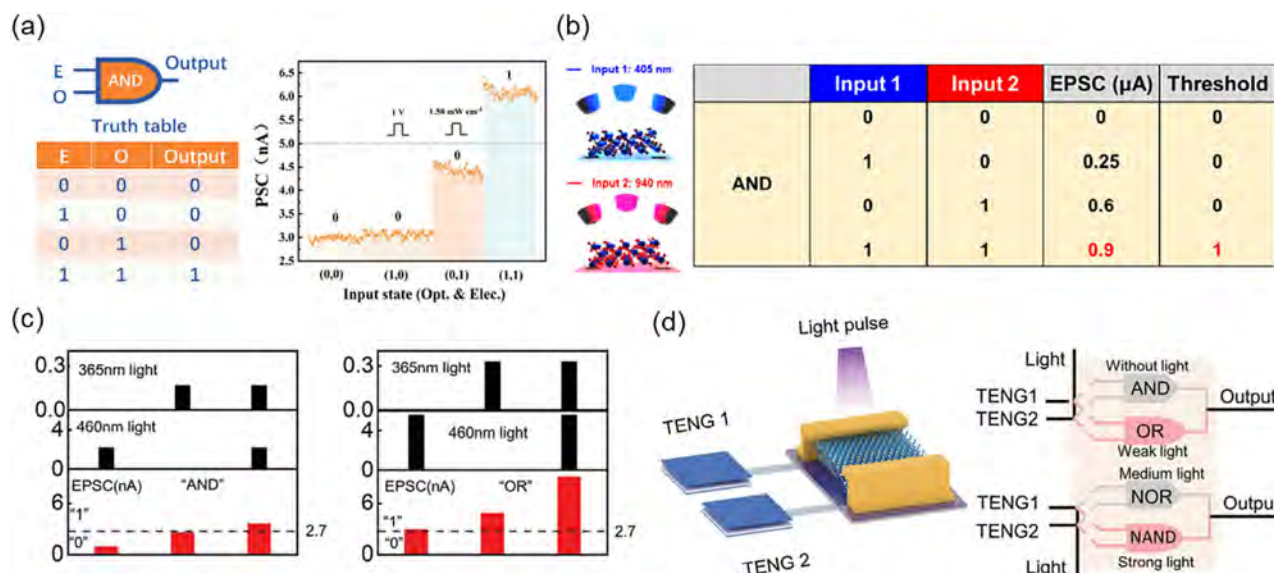 (a)
E
O
AND
Output
Truth table
E O Output
0 0 0
1 0 0
0 1 0
1 1 1
PSC（nA）
6.5
6.0
5.5
5.0
4.5
4.0
3.5
3.0
2.5
0
0
1 V
1.50 mW cm⁻²
0
1
(0,0) (1,0) (0,1) (1,1)
Input state (Opt. & Elec.)
(b)
Input 1: 405 nm
Input 2: 940 nm
Input 1 Input 2 EPSC (µA) Threshold
AND
0 0 0 0
1 0 0.25 0
0 1 0.6 0
1 1 0.9 1
(c)
0.3
0.0
365nm light
4
0
460nm light
6
0
EPSC(nA) "AND"
"1"
"0"
2.7
0.3
0.0
365nm light
4
0
460nm light
6
0
EPSC(nA) "OR"
"1"
"0"
2.7
(d)
Light pulse
TENG 1
TENG 2
Light
Without light
TENG1
TENG2
AND
OR
Output
Weak light
Medium light
TENG1
TENG2
NOR
NAND
Output
Strong light
Light